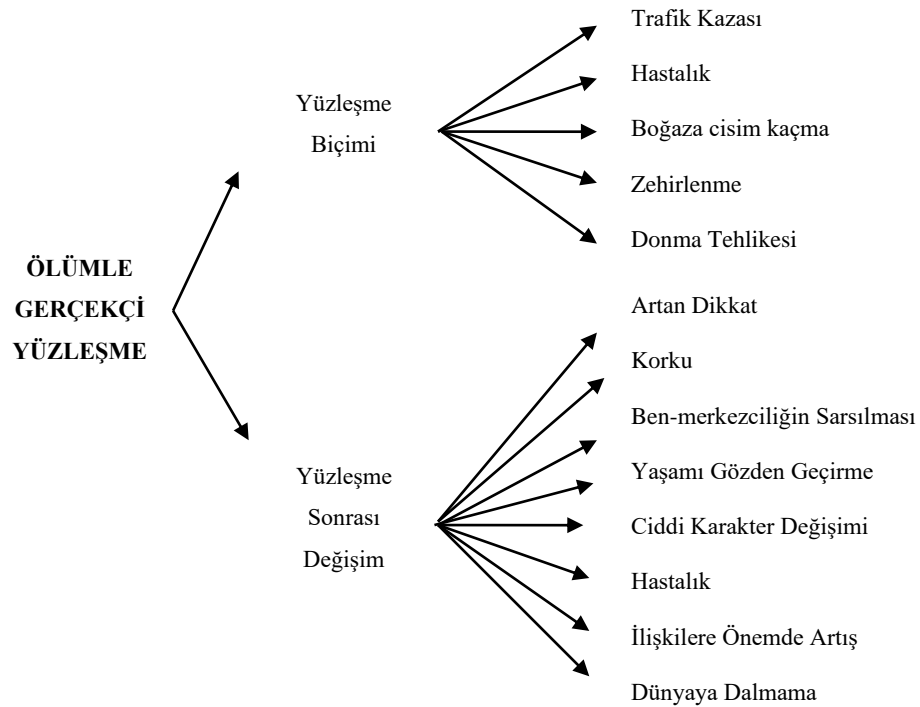 ÖLÜMLE
GERÇEKÇİ
YÜZLEŞME
Yüzleşme
Biçimi
Trafik Kazası
Hastalık
Boğaza cisim kaçma
Zehirlenme
Donma Tehlikesi
Yüzleşme
Sonrası
Değişim
Artan Dikkat
Korku
Ben-merkezciliğin Sarsılması
Yaşamı Gözden Geçirme
Ciddi Karakter Değişimi
Hastalık
İlişkilere Önemde Artış
Dünyaya Dalmama